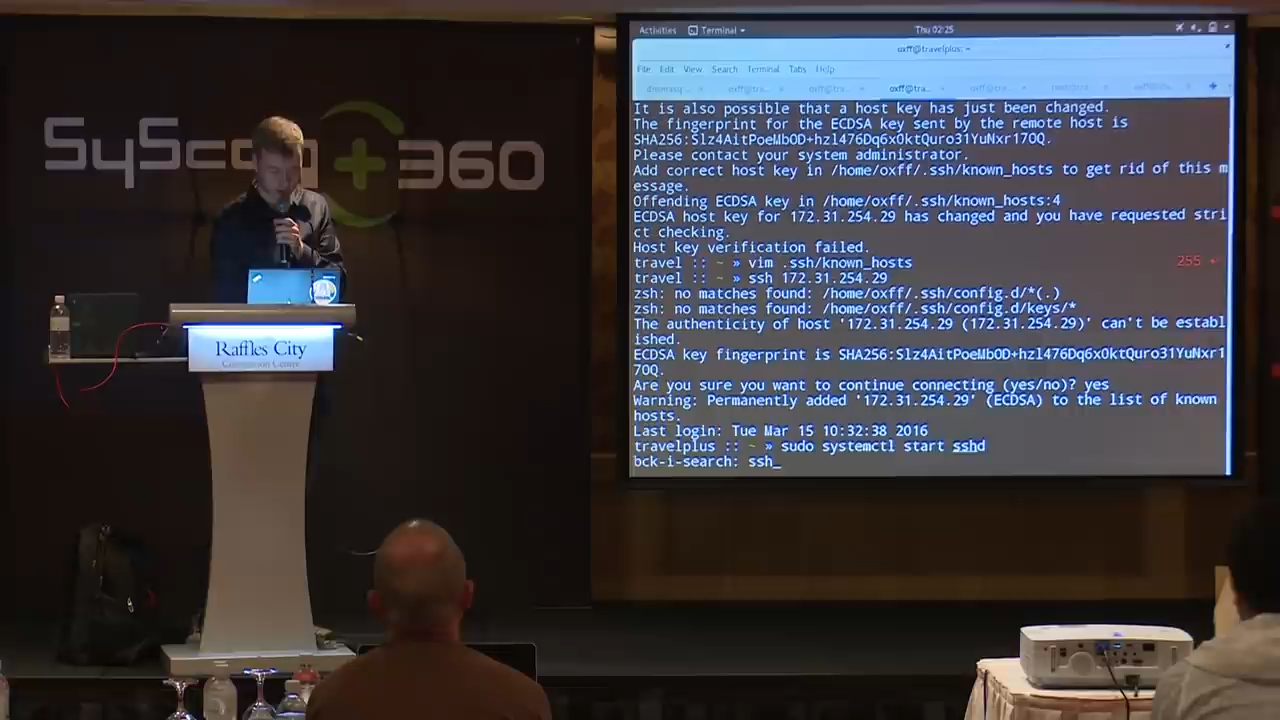 SyScan+360
Raffles City
Convention Centre
Activities Terminal Thu 02:25
oxff@travelplus: ~
File Edit View Search Terminal Tabs Help
oxff@tra...
It is also possible that a host key has just been changed.
The fingerprint for the ECDSA key sent by the remote host is
SHA256:Slz4AitPoeMbOD+hzl476Dq6x0ktQuro31YuNxr170Q.
Please contact your system administrator.
Add correct host key in /home/oxff/.ssh/known_hosts to get rid of this m
essage.
Offending ECDSA key in /home/oxff/.ssh/known_hosts:4
ECDSA host key for 172.31.254.29 has changed and you have requested stri
ct checking.
Host key verification failed.
travel :: ~ » vim .ssh/known_hosts 255 ↵
travel :: ~ » ssh 172.31.254.29
zsh: no matches found: /home/oxff/.ssh/config.d/*(.)
zsh: no matches found: /home/oxff/.ssh/config.d/keys/*
The authenticity of host '172.31.254.29 (172.31.254.29)' can't be establ
ished.
ECDSA key fingerprint is SHA256:Slz4AitPoeMbOD+hzl476Dq6x0ktQuro31YuNxr1
70Q.
Are you sure you want to continue connecting (yes/no)? yes
Warning: Permanently added '172.31.254.29' (ECDSA) to the list of known
hosts.
Last login: Tue Mar 15 10:32:38 2016
travelplus :: ~ » sudo systemctl start sshd
bck-i-search: ssh_